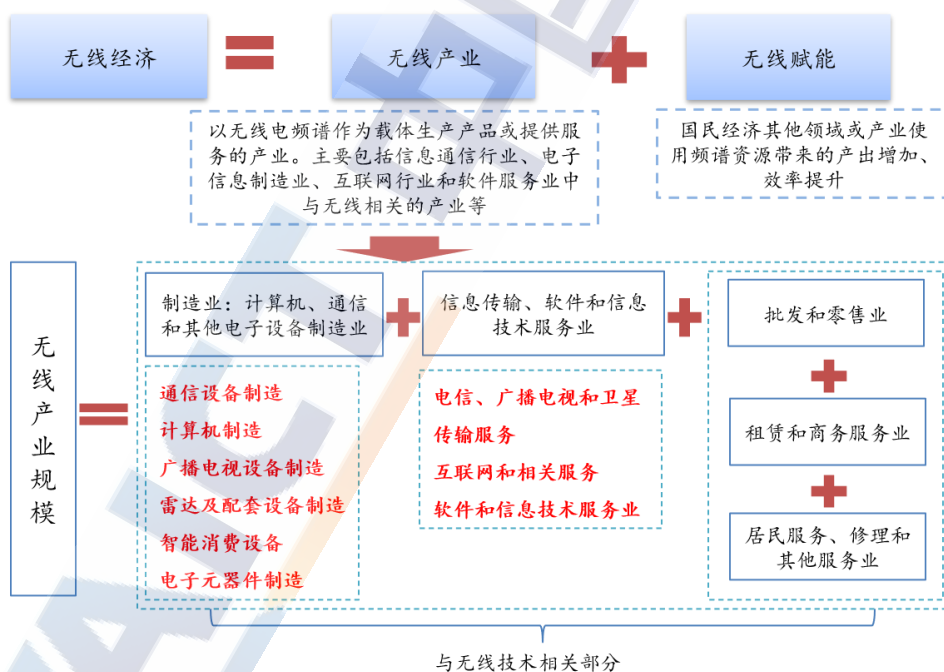 无线经济
无线产业
无线赋能
以无线电频谱作为载体生产产品或提供服
务的产业。主要包括信息通信行业、电子
信息制造业、互联网行业和软件服务业中
与无线相关的产业等
国民经济其他领域或产业使
用频谱资源带来的产出增加、
效率提升
无线产业规模
制造业：计算机、通信
和其他电子设备制造业
通信设备制造
计算机制造
广播电视设备制造
雷达及配套设备制造
智能消费设备
电子元器件制造
信息传输、软件和信息
技术服务业
电信、广播电视和卫星
传输服务
互联网和相关服务
软件和信息技术服务业
批发和零售业
租赁和商务服务业
居民服务、修理和
其他服务业
与无线技术相关部分